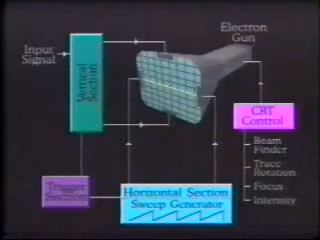 Electron
Gun
Input
Signal
Vertical
Section
CRT
Control
Beam
Finder
Trace
Rotation
Focus
Intensity
Trigger
Section
Horizontal Section
Sweep Generator